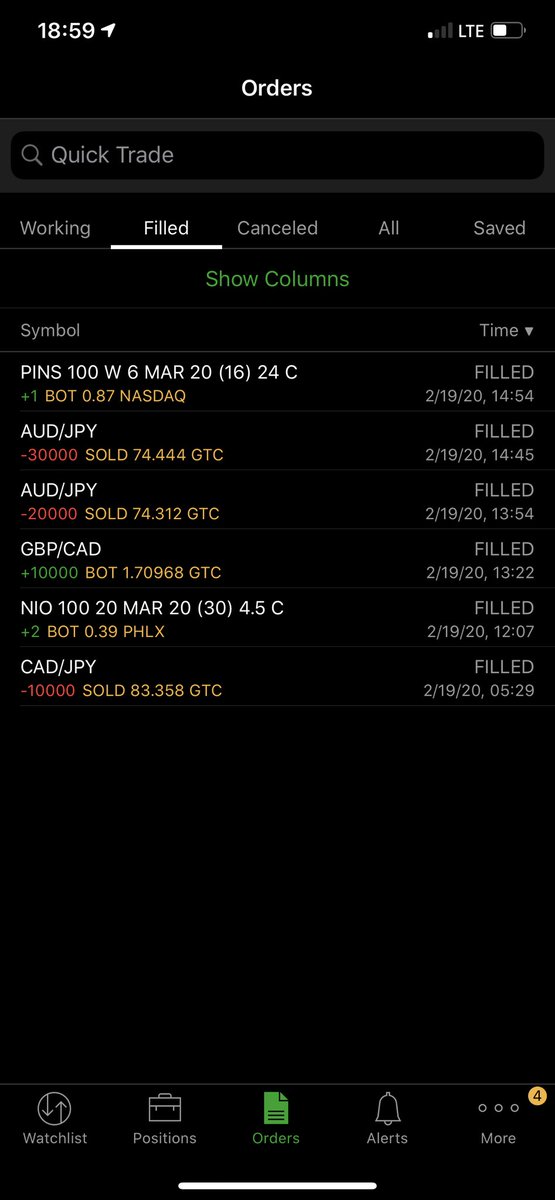 18:59
LTE
Orders
Quick Trade
Working Filled Canceled All Saved
Show Columns
Symbol Time ▾
PINS 100 W 6 MAR 20 (16) 24 C FILLED
+1 BOT 0.87 NASDAQ 2/19/20, 14:54
AUD/JPY FILLED
-30000 SOLD 74.444 GTC 2/19/20, 14:45
AUD/JPY FILLED
-20000 SOLD 74.312 GTC 2/19/20, 13:54
GBP/CAD FILLED
+10000 BOT 1.70968 GTC 2/19/20, 13:22
NIO 100 20 MAR 20 (30) 4.5 C FILLED
+2 BOT 0.39 PHLX 2/19/20, 12:07
CAD/JPY FILLED
-10000 SOLD 83.358 GTC 2/19/20, 05:29
4
Watchlist Positions Orders Alerts More